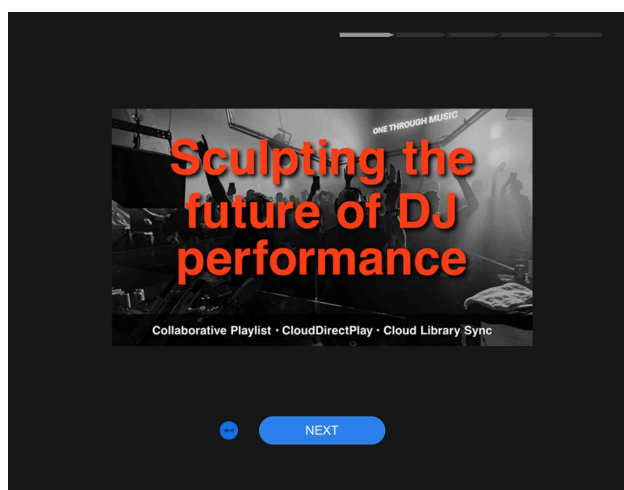 ONE THROUGH MUSIC
Sculpting the
future of DJ
performance
Collaborative Playlist · CloudDirectPlay · Cloud Library Sync
NEXT